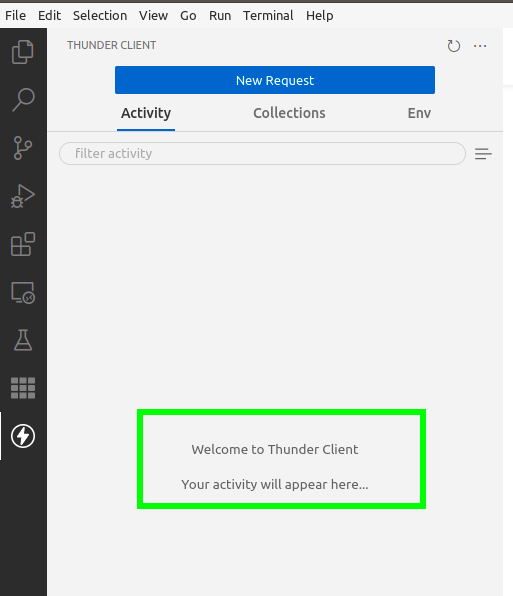 File Edit Selection View Go Run Terminal Help
THUNDER CLIENT
New Request
Activity Collections Env
filter activity
Welcome to Thunder Client
Your activity will appear here...